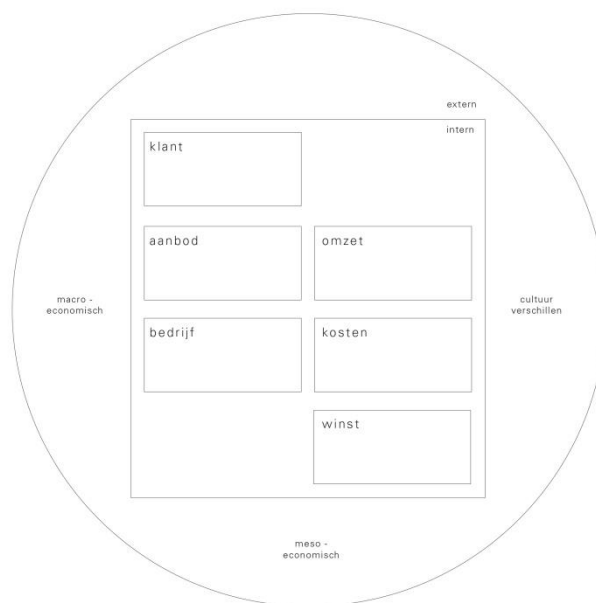 extern
intern
klant
aanbod
omzet
macro -
economisch
cultuur
verschillen
bedrijf
kosten
winst
meso -
economisch